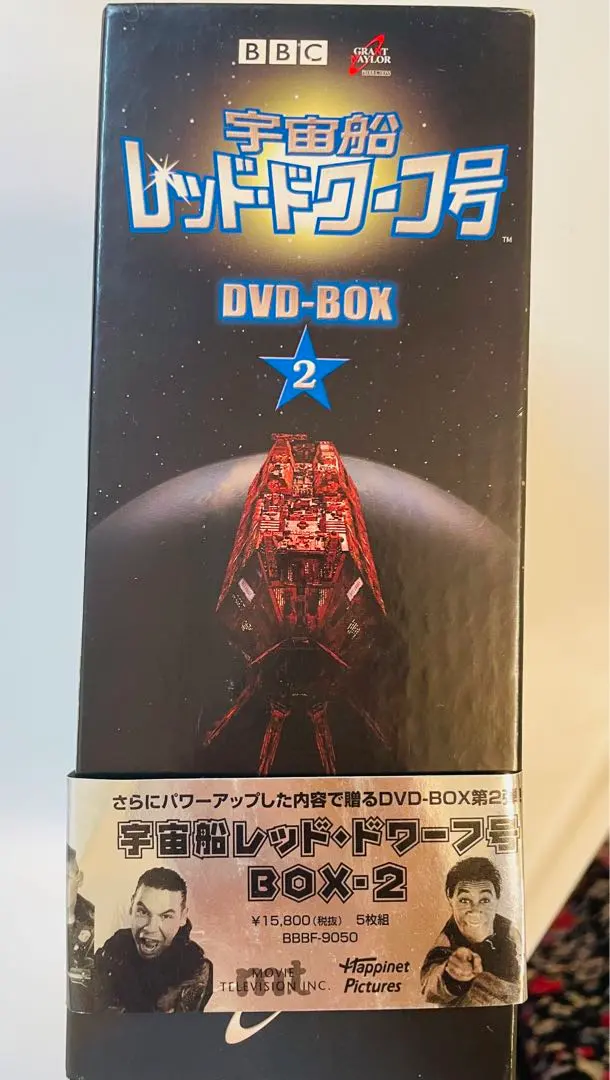 BBC
GRANT NAYLOR
PRODUCTIONS
宇宙船
レッド・ドワーフ号
TM
DVD-BOX
2
さらにパワーアップした内容で贈るDVD-BOX第2弾!
宇宙船レッド・ドワーフ号
BOX・2
¥15,800(税抜) 5枚組
BBBF-9050
mtt
MOVIE
TELEVISION INC.
Happinet
Pictures